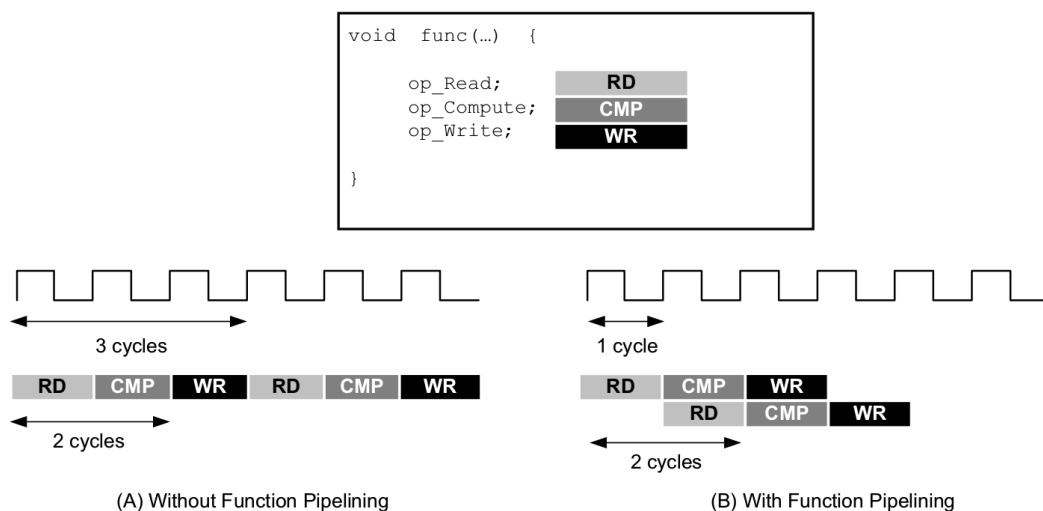 void func(…) {
op_Read; RD
op_Compute; CMP
op_Write; WR
}
3 cycles
RD CMP WR RD CMP WR
2 cycles
(A) Without Function Pipelining
1 cycle
RD CMP WR
RD CMP WR
2 cycles
(B) With Function Pipelining